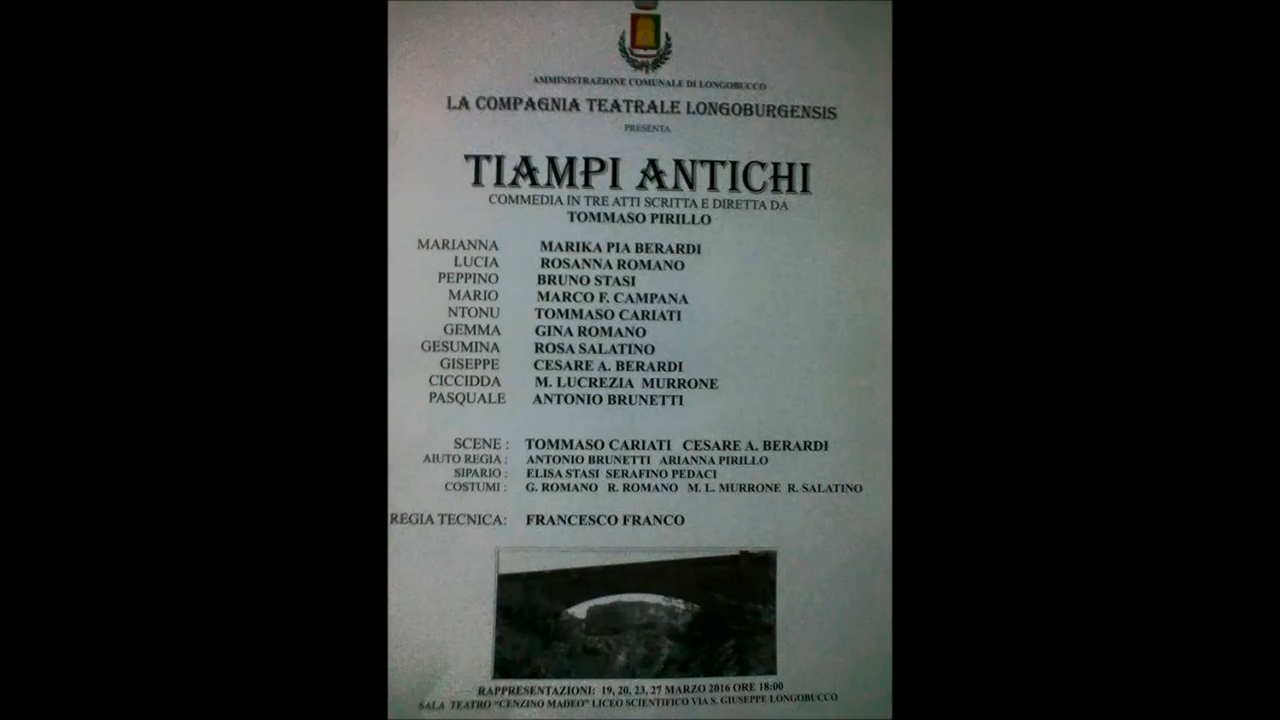 AMMINISTRAZIONE COMUNALE DI LONGOBUCCO
LA COMPAGNIA TEATRALE LONGOBURGENSIS
PRESENTA
TIAMPI ANTICHI
COMMEDIA IN TRE ATTI SCRITTA E DIRETTA DA
TOMMASO PIRILLO
MARIANNA MARIKA PIA BERARDI
LUCIA ROSANNA ROMANO
PEPPINO BRUNO STASI
MARIO MARCO F. CAMPANA
NTONU TOMMASO CARIATI
GEMMA GINA ROMANO
GESUMINA ROSA SALATINO
GISEPPE CESARE A. BERARDI
CICCIDDA M. LUCREZIA MURRONE
PASQUALE ANTONIO BRUNETTI
SCENE : TOMMASO CARIATI CESARE A. BERARDI
AIUTO REGIA : ANTONIO BRUNETTI ARIANNA PIRILLO
SIPARIO : ELISA STASI SERAFINO PEDACI
COSTUMI : G. ROMANO R. ROMANO M. L. MURRONE R. SALATINO
REGIA TECNICA: FRANCESCO FRANCO
RAPPRESENTAZIONI: 19, 20, 23, 27 MARZO 2016 ORE 18:00
SALA TEATRO "CENZINO MADEO" LICEO SCIENTIFICO VIA S. GIUSEPPE LONGOBUCCO